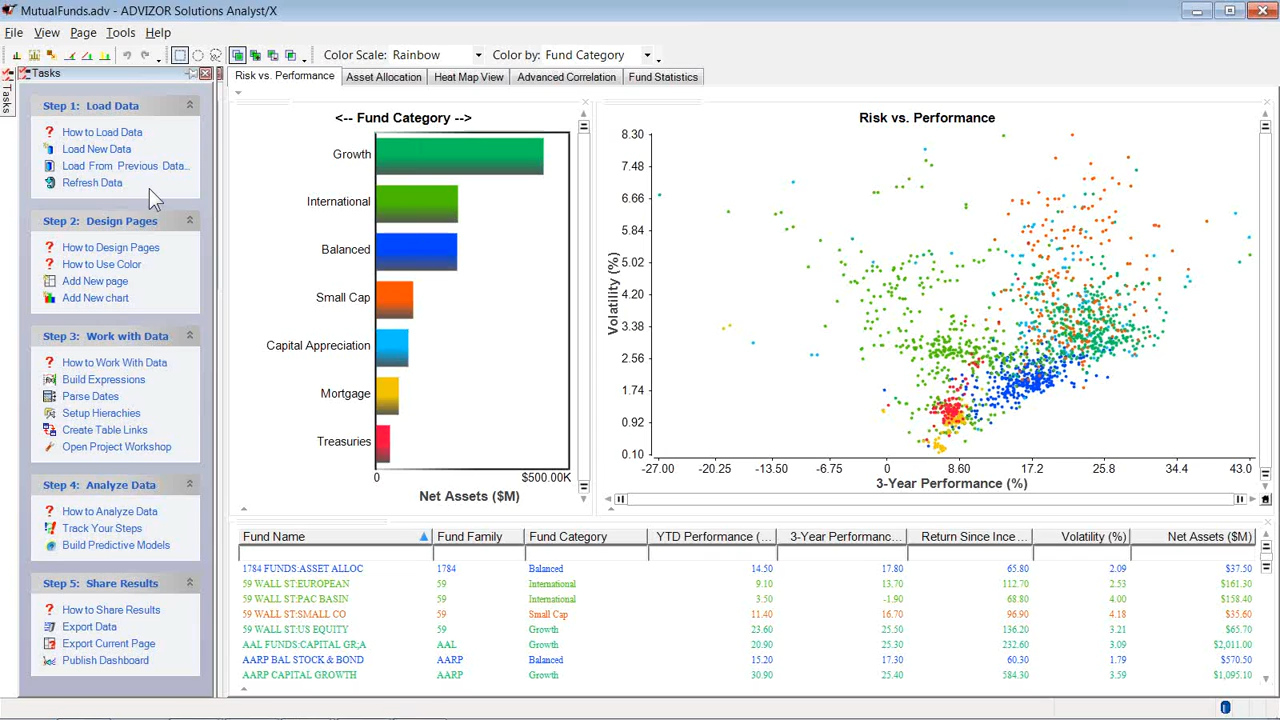 MutualFunds.adv - ADVIZOR Solutions Analyst/X
File View Page Tools Help
Color Scale: Rainbow Color by: Fund Category
Tasks
Tasks
Step 1: Load Data
How to Load Data
Load New Data
Load From Previous Data...
Refresh Data
Step 2: Design Pages
How to Design Pages
How to Use Color
Add New page
Add New chart
Step 3: Work with Data
How to Work With Data
Build Expressions
Parse Dates
Setup Hierachies
Create Table Links
Open Project Workshop
Step 4: Analyze Data
How to Analyze Data
Track Your Steps
Build Predictive Models
Step 5: Share Results
How to Share Results
Export Data
Export Current Page
Publish Dashboard
Risk vs. Performance Asset Allocation Heat Map View Advanced Correlation Fund Statistics
<-- Fund Category -->
Growth
International
Balanced
Small Cap
Capital Appreciation
Mortgage
Treasuries
0 $500.00K
Net Assets ($M)
Risk vs. Performance
Volatility (%)
8.30
7.48
6.66
5.84
5.02
4.20
3.38
2.56
1.74
0.92
0.10
-27.00 -20.25 -13.50 -6.75 0 8.60 17.2 25.8 34.4 43.0
3-Year Performance (%)
Fund Name Fund Family Fund Category YTD Performance (... 3-Year Performanc... Return Since Ince... Volatility (%) Net Assets ($M)
1784 FUNDS:ASSET ALLOC 1784 Balanced 14.50 17.80 65.80 2.09 $37.50
59 WALL ST:EUROPEAN 59 International 9.10 13.70 112.70 2.53 $161.30
59 WALL ST:PAC BASIN 59 International 3.50 -1.90 68.80 4.00 $158.40
59 WALL ST:SMALL CO 59 Small Cap 11.40 16.70 96.90 4.18 $35.60
59 WALL ST:US EQUITY 59 Growth 23.60 25.50 136.20 3.21 $65.70
AAL FUNDS:CAPITAL GR;A AAL Growth 20.90 25.30 232.60 3.09 $2,011.00
AARP BAL STOCK & BOND AARP Balanced 15.20 17.30 60.30 1.79 $570.50
AARP CAPITAL GROWTH AARP Growth 30.90 25.40 584.30 3.59 $1,095.10